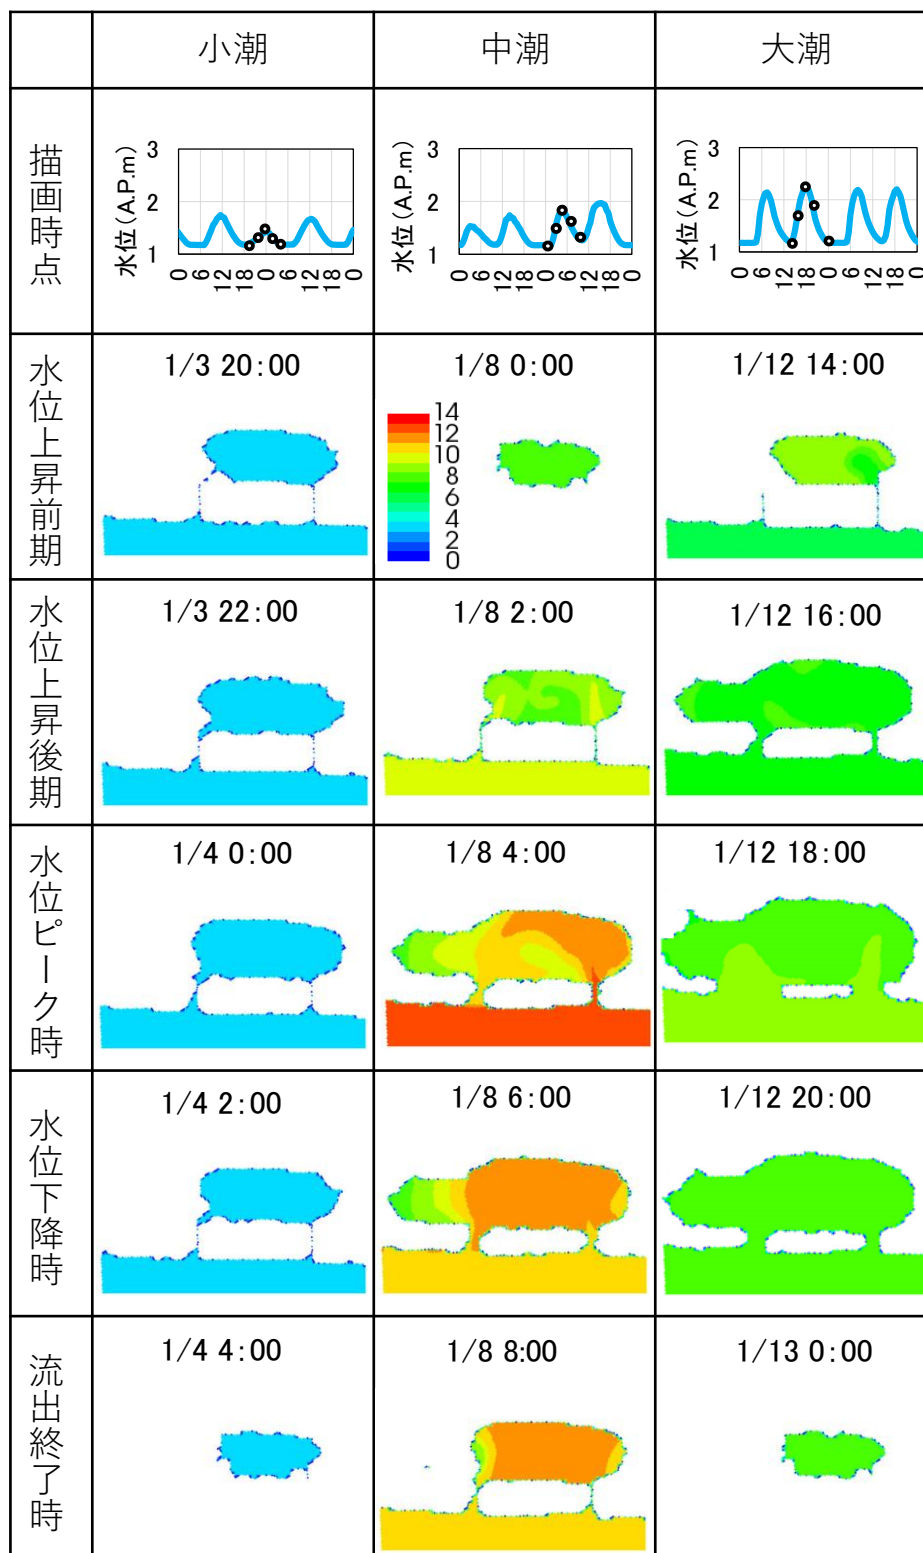 小潮
中潮
大潮
描画時点
水位(A.P.m)
3
2
1
0 6 12 18 0 6 12 18 0
水位(A.P.m)
3
2
1
0 6 12 18 0 6 12 18 0
水位(A.P.m)
3
2
1
0 6 12 18 0 6 12 18 0
水位上昇前期
1/3 20:00
1/8 0:00
14
12
10
8
6
4
2
0
1/12 14:00
水位上昇後期
1/3 22:00
1/8 2:00
1/12 16:00
水位ピーク時
1/4 0:00
1/8 4:00
1/12 18:00
水位下降時
1/4 2:00
1/8 6:00
1/12 20:00
流出終了時
1/4 4:00
1/8 8:00
1/13 0:00